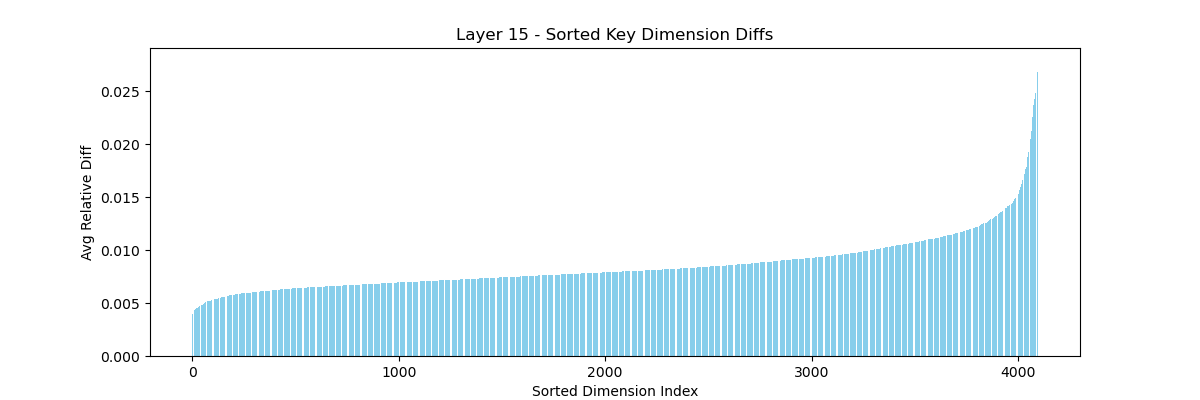 Layer 15 - Sorted Key Dimension Diffs
Avg Relative Diff
0.025
0.020
0.015
0.010
0.005
0.000
0 1000 2000 3000 4000
Sorted Dimension Index